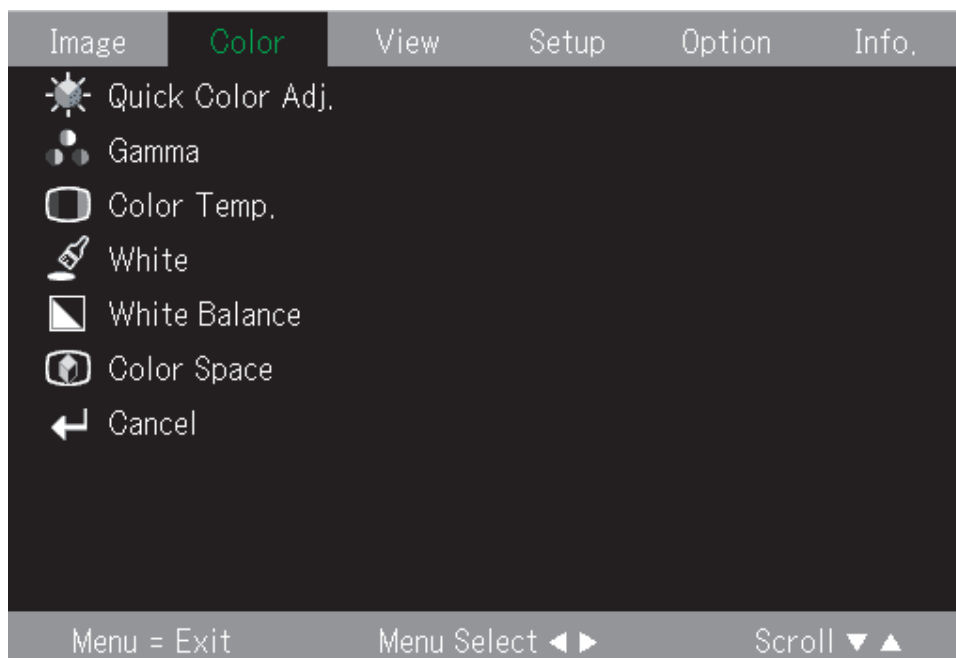 Image Color View Setup Option Info.
Quick Color Adj.
Gamma
Color Temp.
White
White Balance
Color Space
Cancel
Menu = Exit Menu Select ◀ ▶ Scroll ▼ ▲